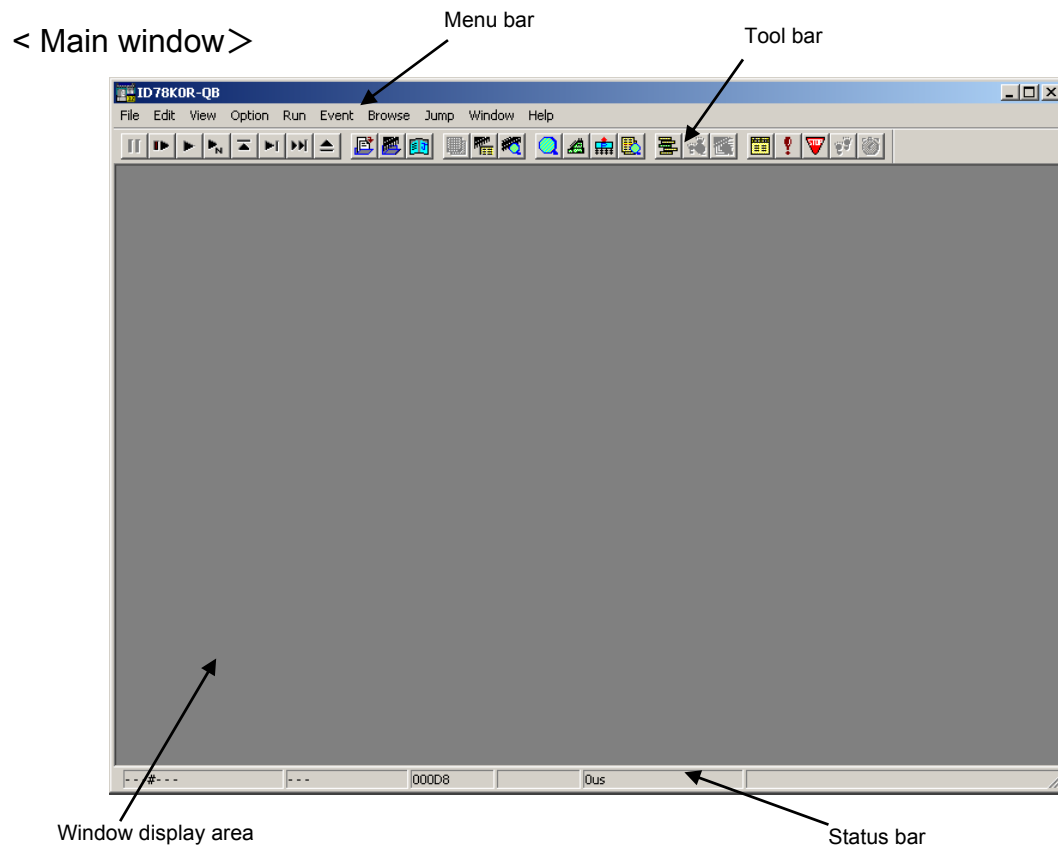 Menu bar
< Main window＞
Tool bar
ID78K0R-QB
File Edit View Option Run Event Browse Jump Window Help
N
STOP
- - -#- - - - - - 000D8 0us
Window display area
Status bar